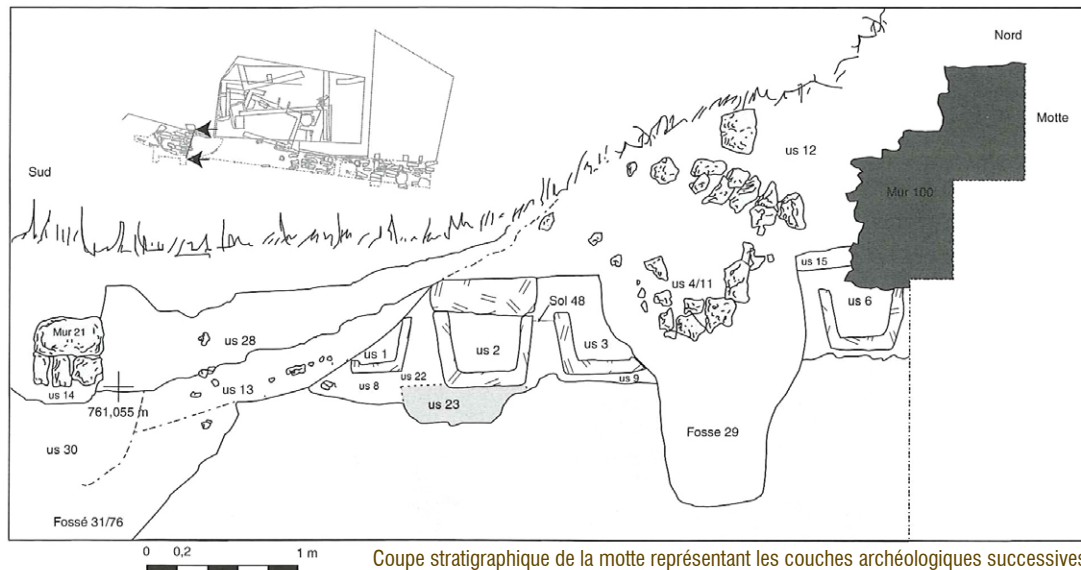 Nord
Motte
us 12
Sud
Mur 100
us 15
us 4/11
us 6
Sol 48
Mur 21
us 28
us 1
us 2
us 3
us 8
us 22
us 9
us 13
us 14
761,055 m
us 23
Fosse 29
us 30
Fossé 31/76
0 0,2 1 m
Coupe stratigraphique de la motte représentant les couches archéologiques successives